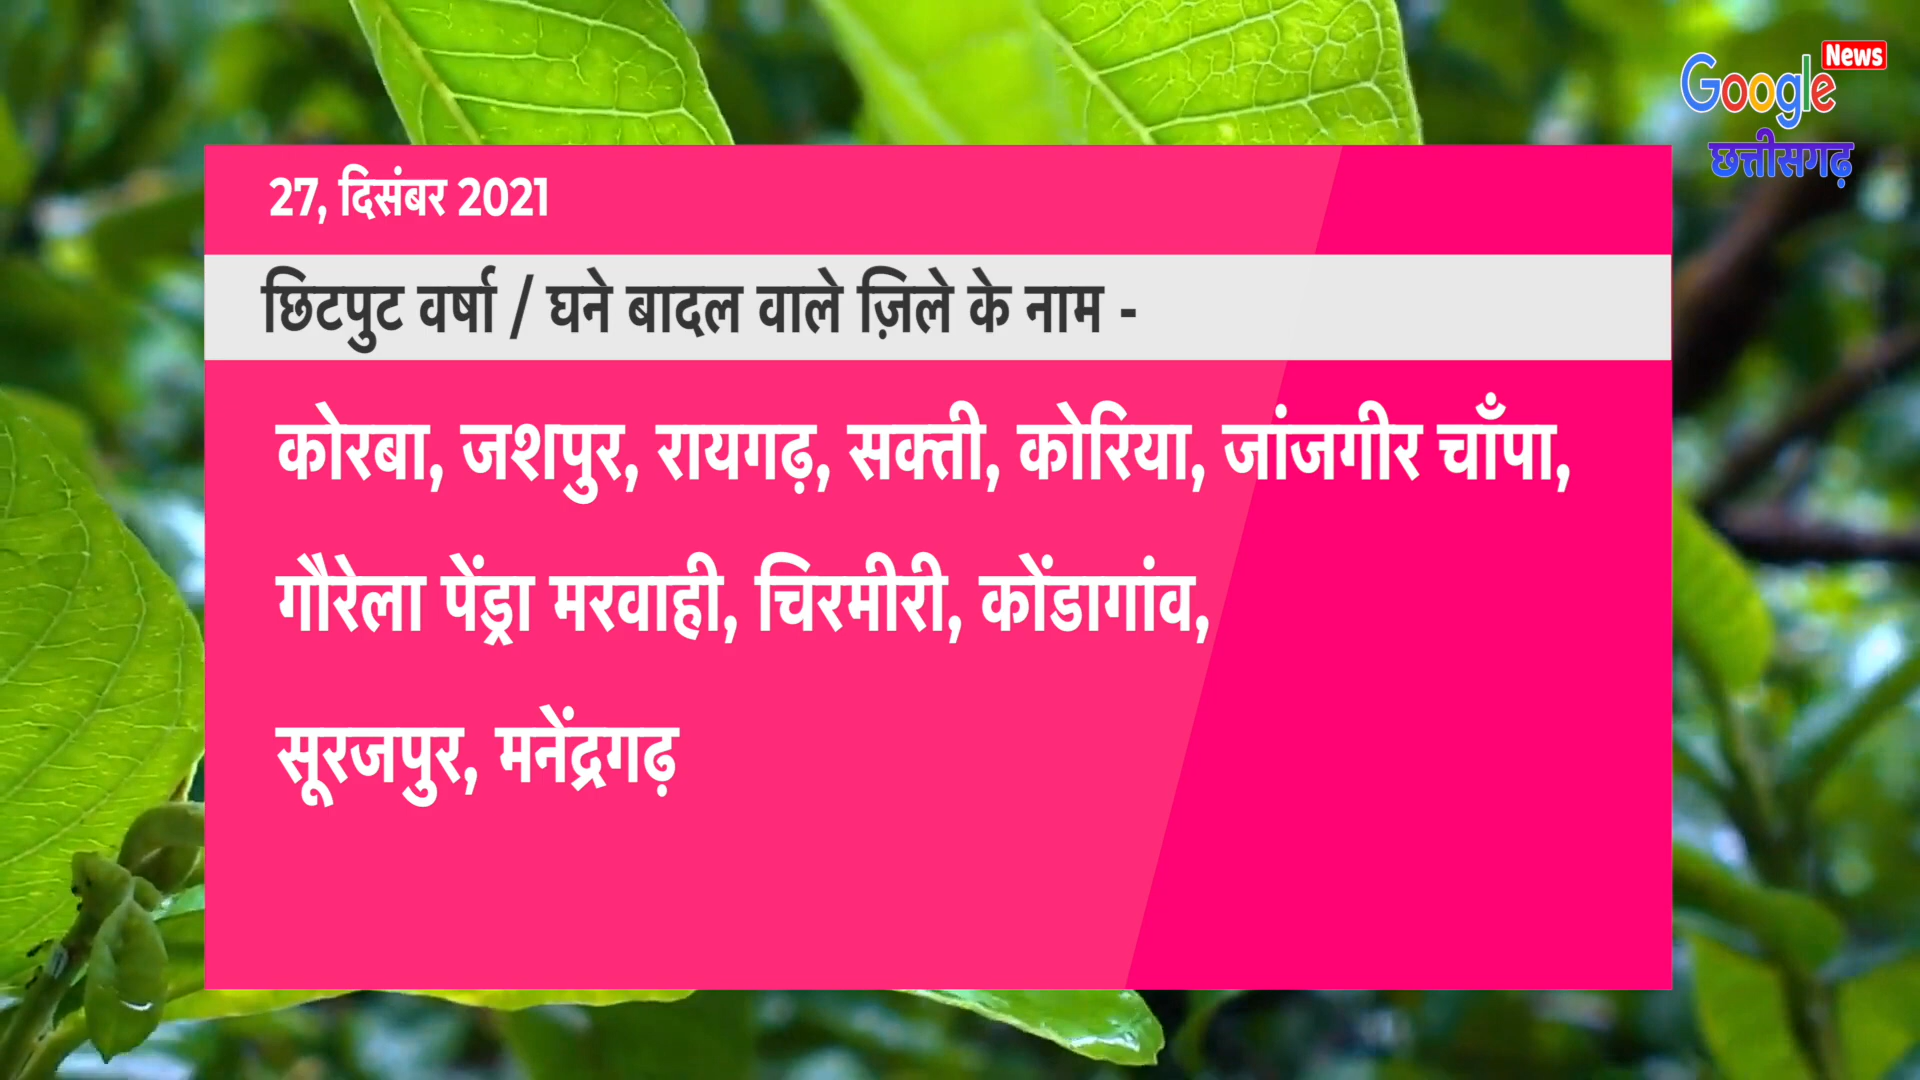 Google News
छत्तीसगढ़
27, दिसंबर 2021
छिटपुट वर्षा / घने बादल वाले ज़िले के नाम -
कोरबा, जशपुर, रायगढ़, सक्ती, कोरिया, जांजगीर चाँपा,
गौरेला पेंड्रा मरवाही, चिरमीरी, कोंडागांव,
सूरजपुर, मनेंद्रगढ़